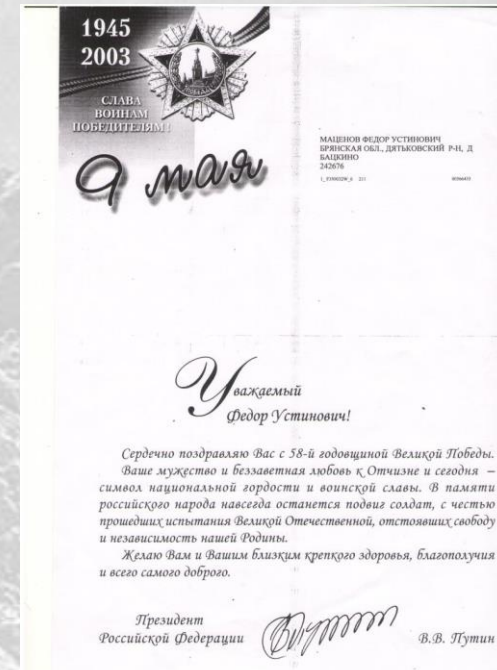 1945
2003
СЛАВА
ВОИНАМ
ПОБЕДИТЕЛЯМ!
9 мая
МАЦЕНОВ ФЕДОР УСТИНОВИЧ
БРЯНСКАЯ ОБЛ., ДЯТЬКОВСКИЙ Р-Н, Д
БАЦКИНО
242676
Уважаемый
Федор Устинович!
Сердечно поздравляю Вас с 58-й годовщиной Великой Победы.
Ваше мужество и беззаветная любовь к Отчизне и сегодня –
символ национальной гордости и воинской славы. В памяти
российского народа навсегда останется подвиг солдат, с честью
прошедших испытания Великой Отечественной, отстоявших свободу
и независимость нашей Родины.
Желаю Вам и Вашим близким крепкого здоровья, благополучия
и всего самого доброго.
Президент
Российской Федерации
В.В. Путин